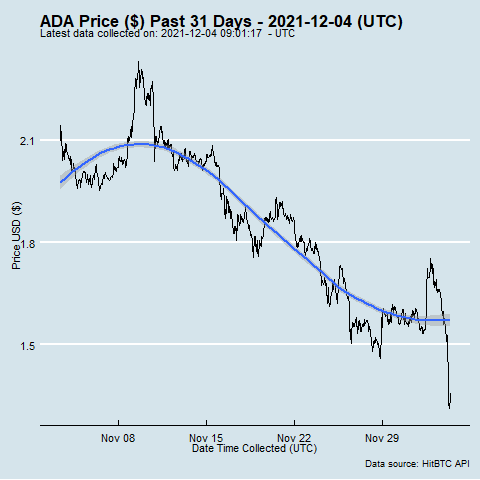 ADA Price ($) Past 31 Days - 2021-12-04 (UTC)
Latest data collected on: 2021-12-04 09:01:17 - UTC
Price USD ($)
2.1
1.8
1.5
Nov 08
Nov 15
Nov 22
Nov 29
Date Time Collected (UTC)
Data source: HitBTC API